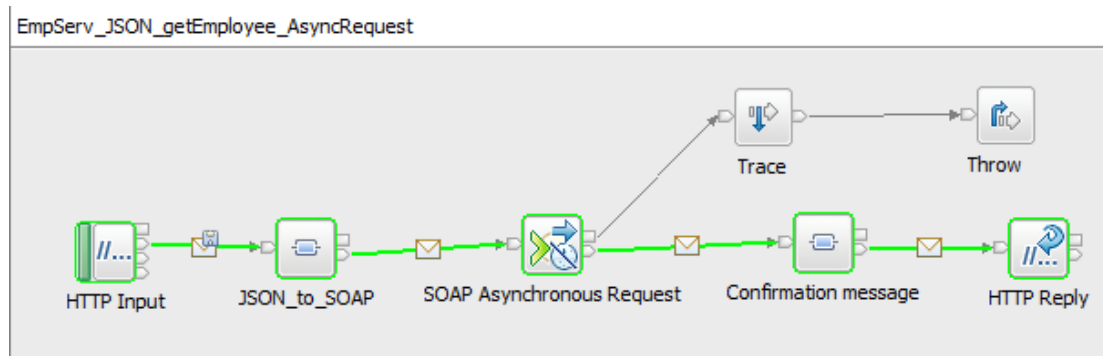 EmpServ_JSON_getEmployee_AsyncRequest
Trace
Throw
//...
//...
HTTP Input
JSON_to_SOAP
SOAP Asynchronous Request
Confirmation message
HTTP Reply